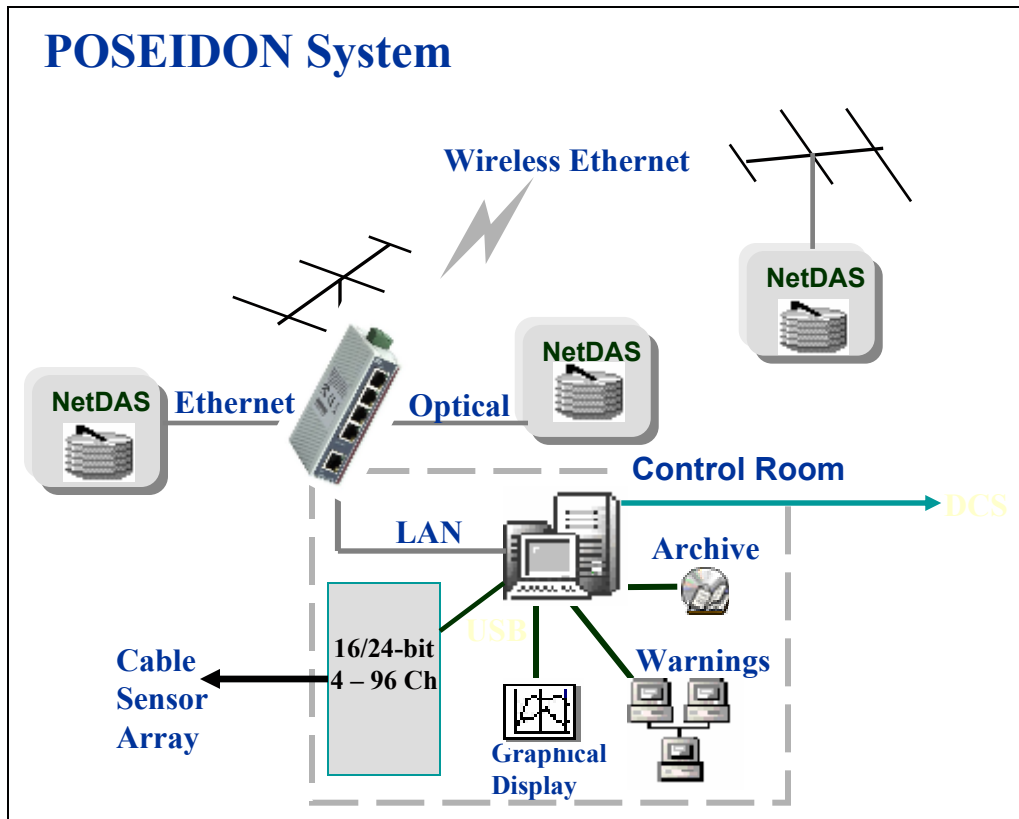 POSEIDON System
Wireless Ethernet
NetDAS
NetDAS
NetDAS
Ethernet
Optical
Control Room
DCS
LAN
Archive
USB
16/24-bit
4 – 96 Ch
Cable
Sensor
Array
Warnings
Graphical
Display